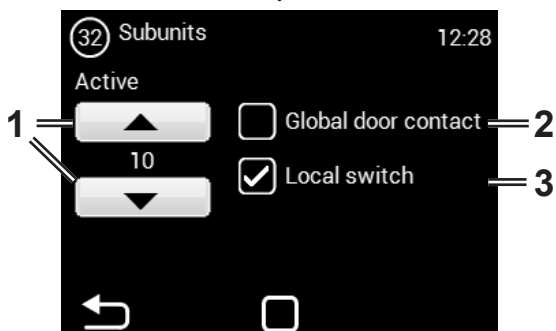 32 Subunits 12:28
Active
1
Global door contact 2
10
Local switch 3